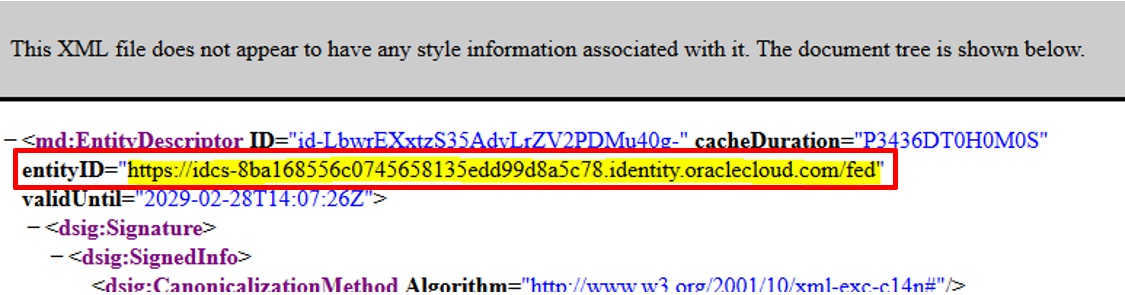 This XML file does not appear to have any style information associated with it. The document tree is shown below.
−<md:EntityDescriptor ID="id-LbwrEXxtzS35AdyLrZV2PDMu40g-" cacheDuration="P3436DT0H0M0S"
entityID="https://idcs-8ba168556c0745658135edd99d8a5c78.identity.oraclecloud.com/fed"
validUntil="2029-02-28T14:07:26Z">
−<dsig:Signature>
−<dsig:SignedInfo>
<dsig:CanonicalizationMethod Algorithm="http://www.w3.org/2001/10/xml-exc-c14n#"/>